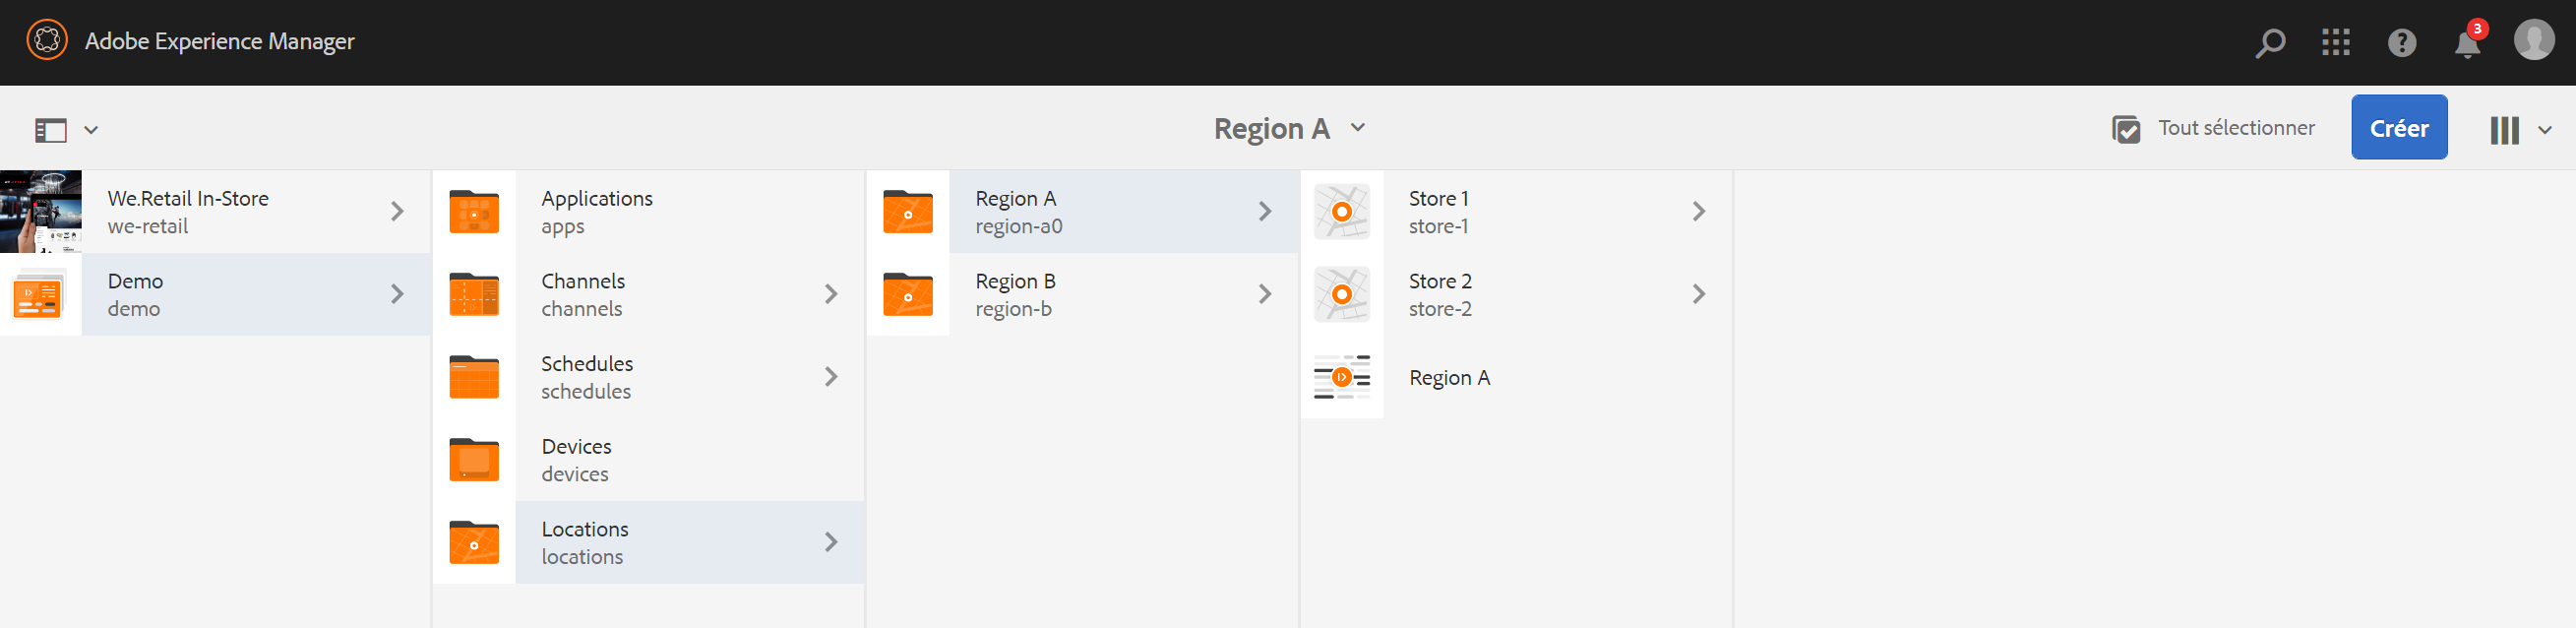 Adobe Experience Manager
3
Region A
Tout sélectionner
Créer
We.Retail In-Store
we-retail
Demo
demo
Applications
apps
Channels
channels
Schedules
schedules
Devices
devices
Locations
locations
Region A
region-a0
Region B
region-b
Store 1
store-1
Store 2
store-2
Region A